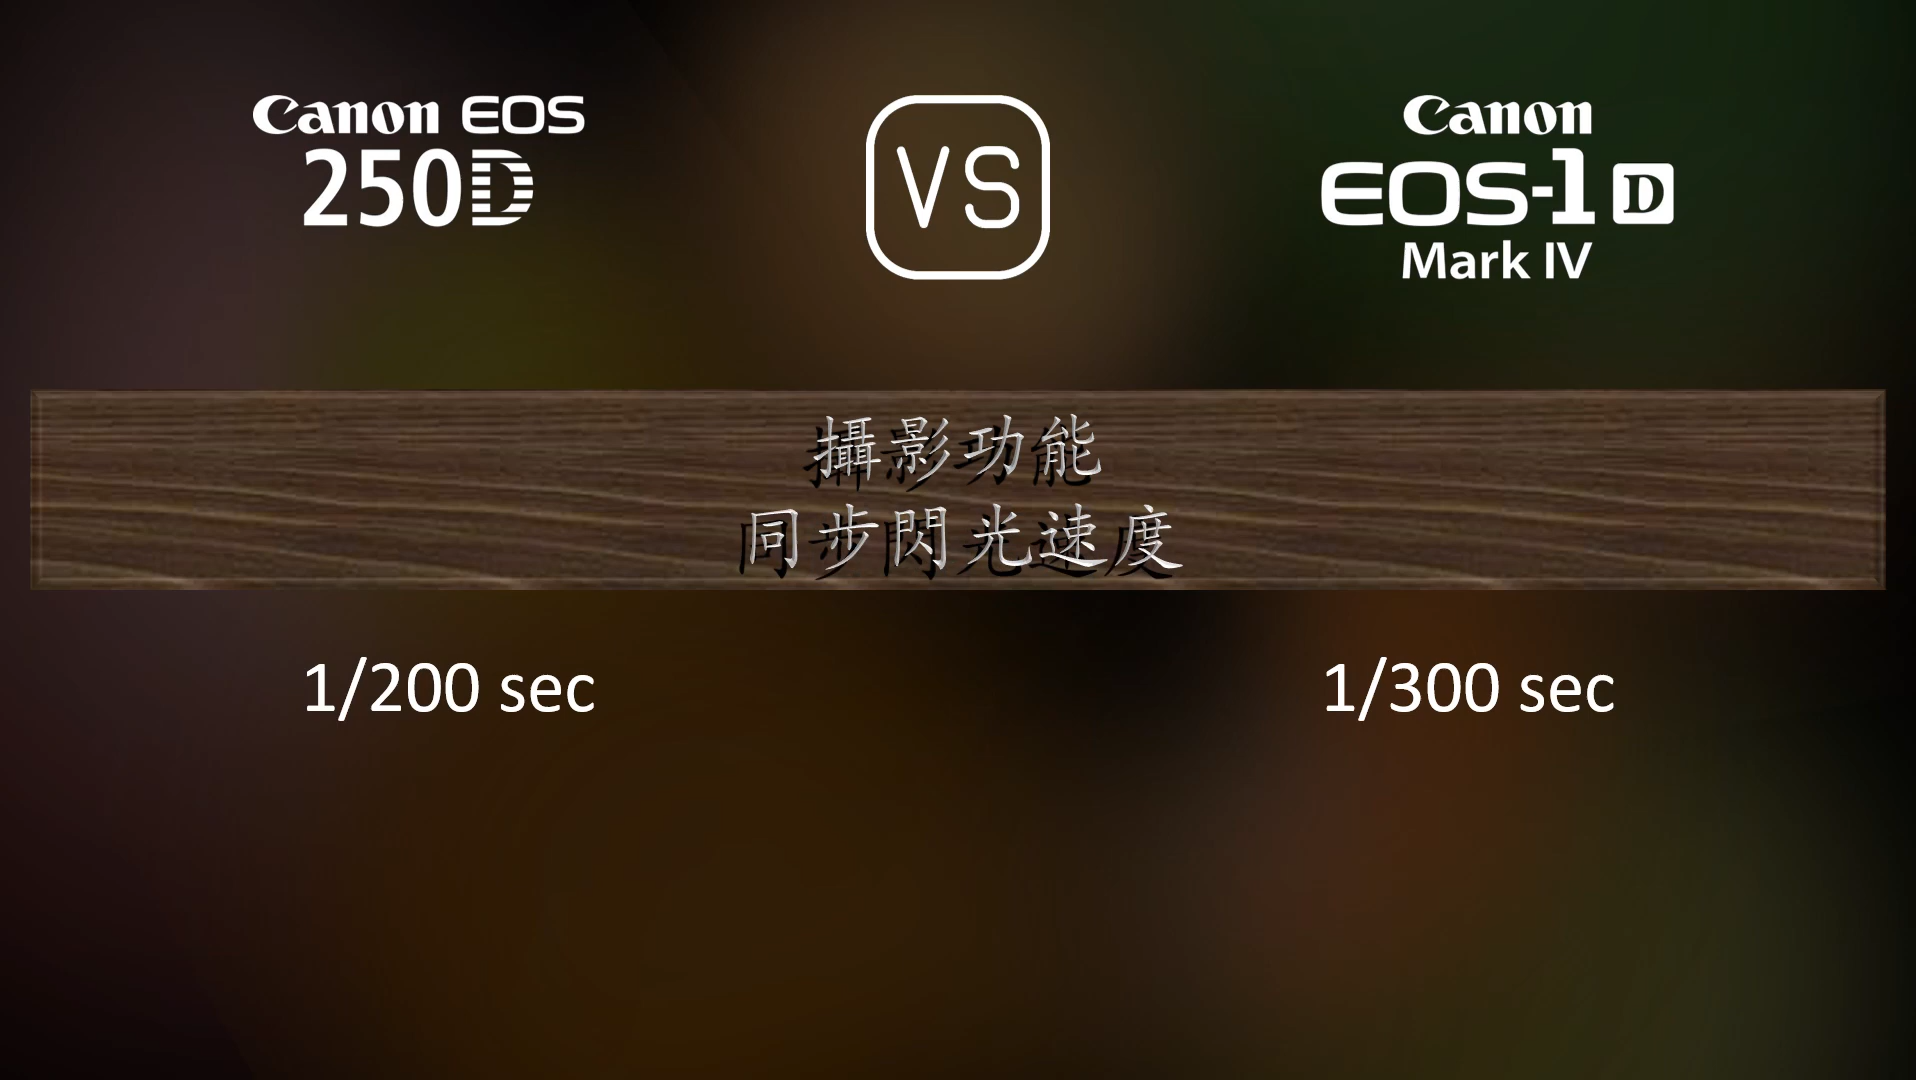 Canon EOS
250D
VS
Canon
EOS-1D
Mark IV
攝影功能
同步閃光速度
1/200 sec
1/300 sec